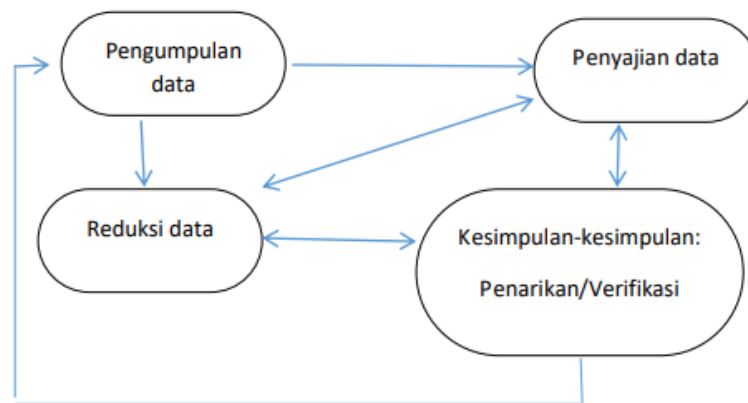 Pengumpulan
data
Penyajian data
Reduksi data
Kesimpulan-kesimpulan:
Penarikan/Verifikasi